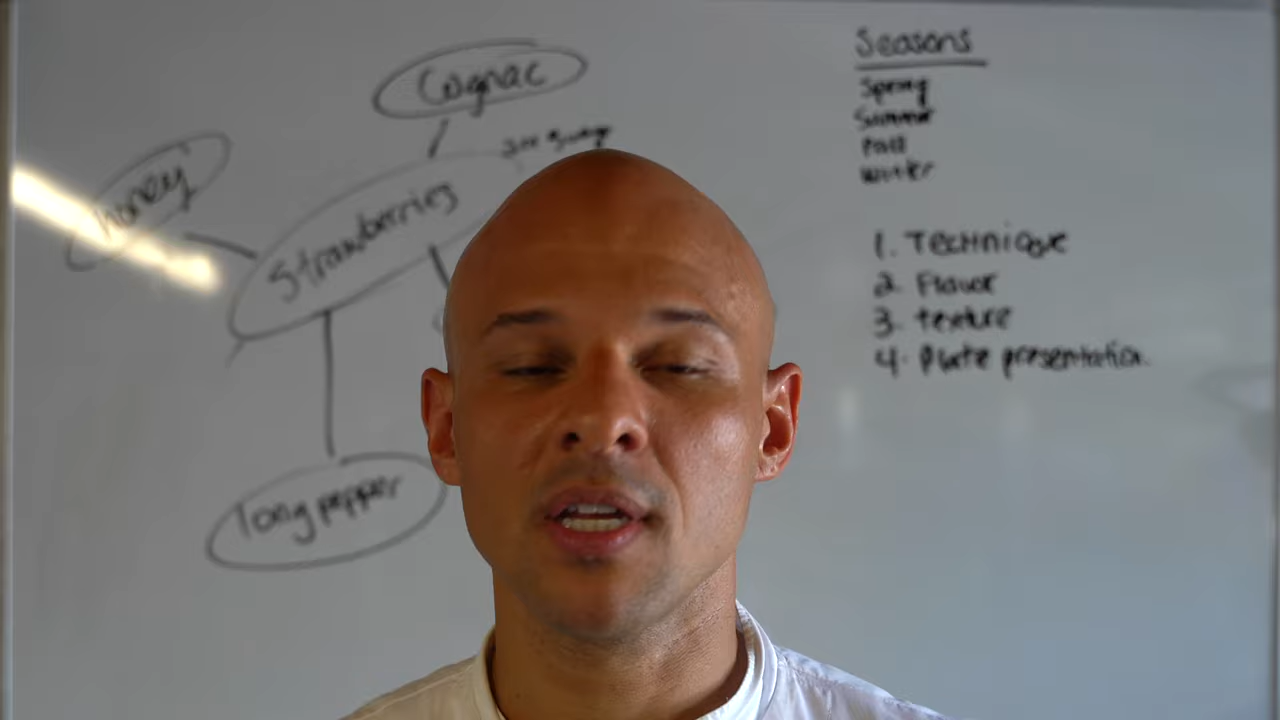 Cognac
honey
Strawberries
long pepper
Seasons
Spring
Summer
Fall
Winter
1. Technique
2. Flavor
3. texture
4. Plate presentation